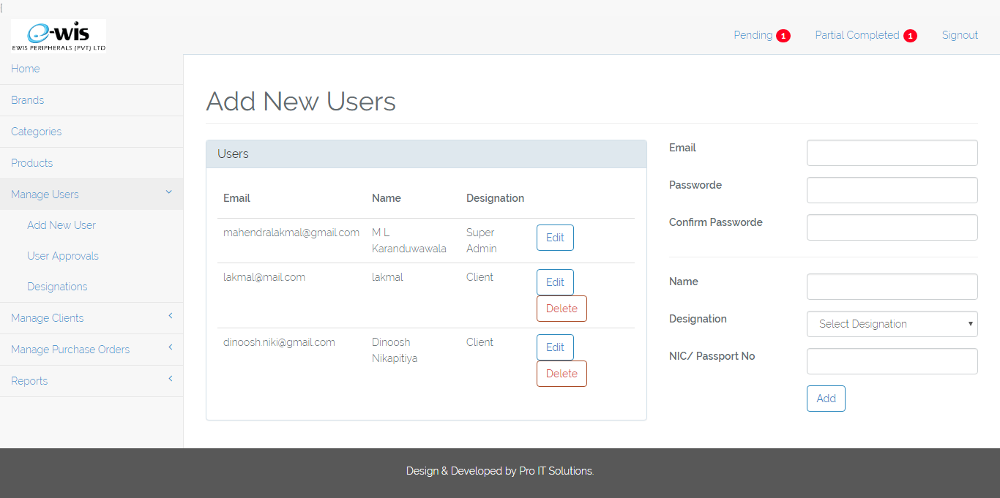 [
e-wis
EWIS PERIPHERALS (PVT) LTD
Pending 1 Partial Completed 1 Signout
Home
Brands
Categories
Products
Manage Users
Add New User
User Approvals
Designations
Manage Clients
Manage Purchase Orders
Reports
Add New Users
Users
Email Name Designation
mahendralakmal@gmail.com M L Super Edit
Karanduwawala Admin
lakmal@mail.com lakmal Client Edit
Delete
dinoosh.niki@gmail.com Dinoosh Client Edit
Nikapitiya Delete
Email
Passworde
Confirm Passworde
Name
Designation Select Designation
NIC/ Passport No
Add
Design & Developed by Pro IT Solutions.